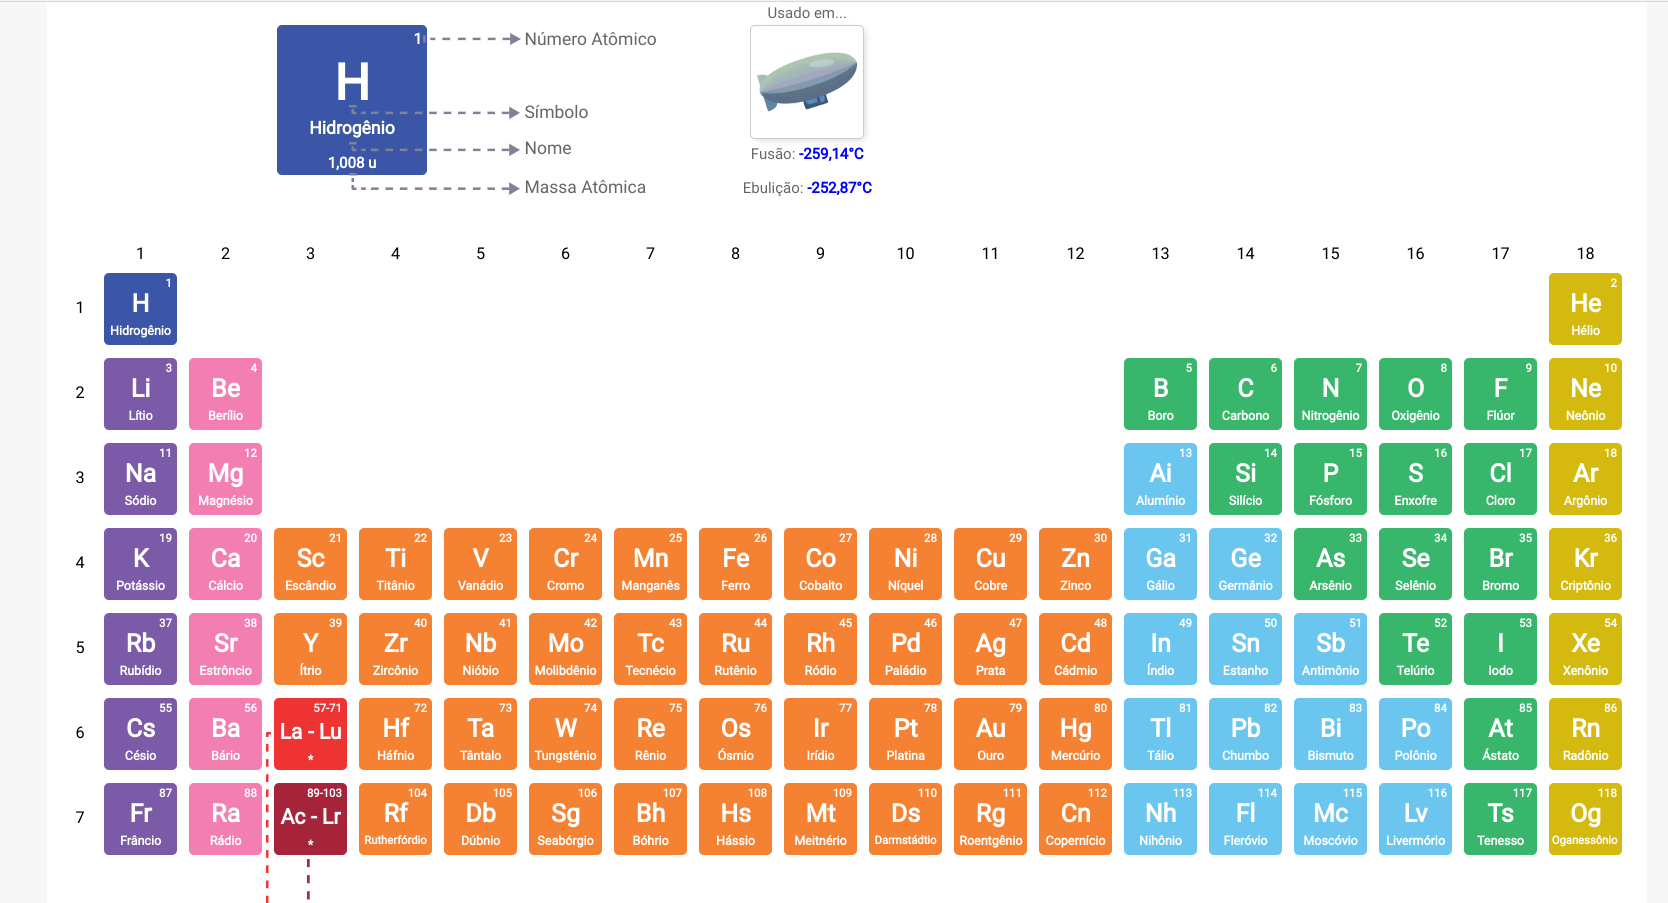 Usado em...
1
Número Atômico
H
Símbolo
Hidrogênio
Nome
Fusão: -259,14°C
1,008 u
Massa Atômica
Ebulição: -252,87°C
1 2 3 4 5 6 7 8 9 10 11 12 13 14 15 16 17 18
1 2
1 H He
Hidrogênio Hélio
3 4 5 6 7 8 9 10
2 Li Be B C N O F Ne
Lítio Berílio Boro Carbono Nitrogênio Oxigênio Flúor Neônio
11 12 13 14 15 16 17 18
3 Na Mg Ai Si P S Cl Ar
Sódio Magnésio Alumínio Silício Fósforo Enxofre Cloro Argônio
19 20 21 22 23 24 25 26 27 28 29 30 31 32 33 34 35 36
4 K Ca Sc Ti V Cr Mn Fe Co Ni Cu Zn Ga Ge As Se Br Kr
Potássio Cálcio Escândio Titânio Vanádio Cromo Manganês Ferro Cobalto Níquel Cobre Zinco Gálio Germânio Arsênio Selênio Bromo Criptônio
37 38 39 40 41 42 43 44 45 46 47 48 49 50 51 52 53 54
5 Rb Sr Y Zr Nb Mo Tc Ru Rh Pd Ag Cd In Sn Sb Te I Xe
Rubídio Estrôncio Ítrio Zircônio Nióbio Molibdênio Tecnécio Rutênio Ródio Paládio Prata Cádmio Índio Estanho Antimônio Telúrio Iodo Xenônio
55 56 57-71 72 73 74 75 76 77 78 79 80 81 82 83 84 85 86
6 Cs Ba La - Lu Hf Ta W Re Os Ir Pt Au Hg Tl Pb Bi Po At Rn
Césio Bário * Háfnio Tântalo Tungstênio Rênio Ósmio Irídio Platina Ouro Mercúrio Tálio Chumbo Bismuto Polônio Ástato Radônio
87 88 89-103 104 105 106 107 108 109 110 111 112 113 114 115 116 117 118
7 Fr Ra Ac - Lr Rf Db Sg Bh Hs Mt Ds Rg Cn Nh Fl Mc Lv Ts Og
Frâncio Rádio * Rutherfórdio Dúbnio Seabórgio Bóhrio Hássio Meitnério Darmstádtio Roentgênio Copernício Nihônio Fleróvio Moscóvio Livermório Tenesso Oganessônio